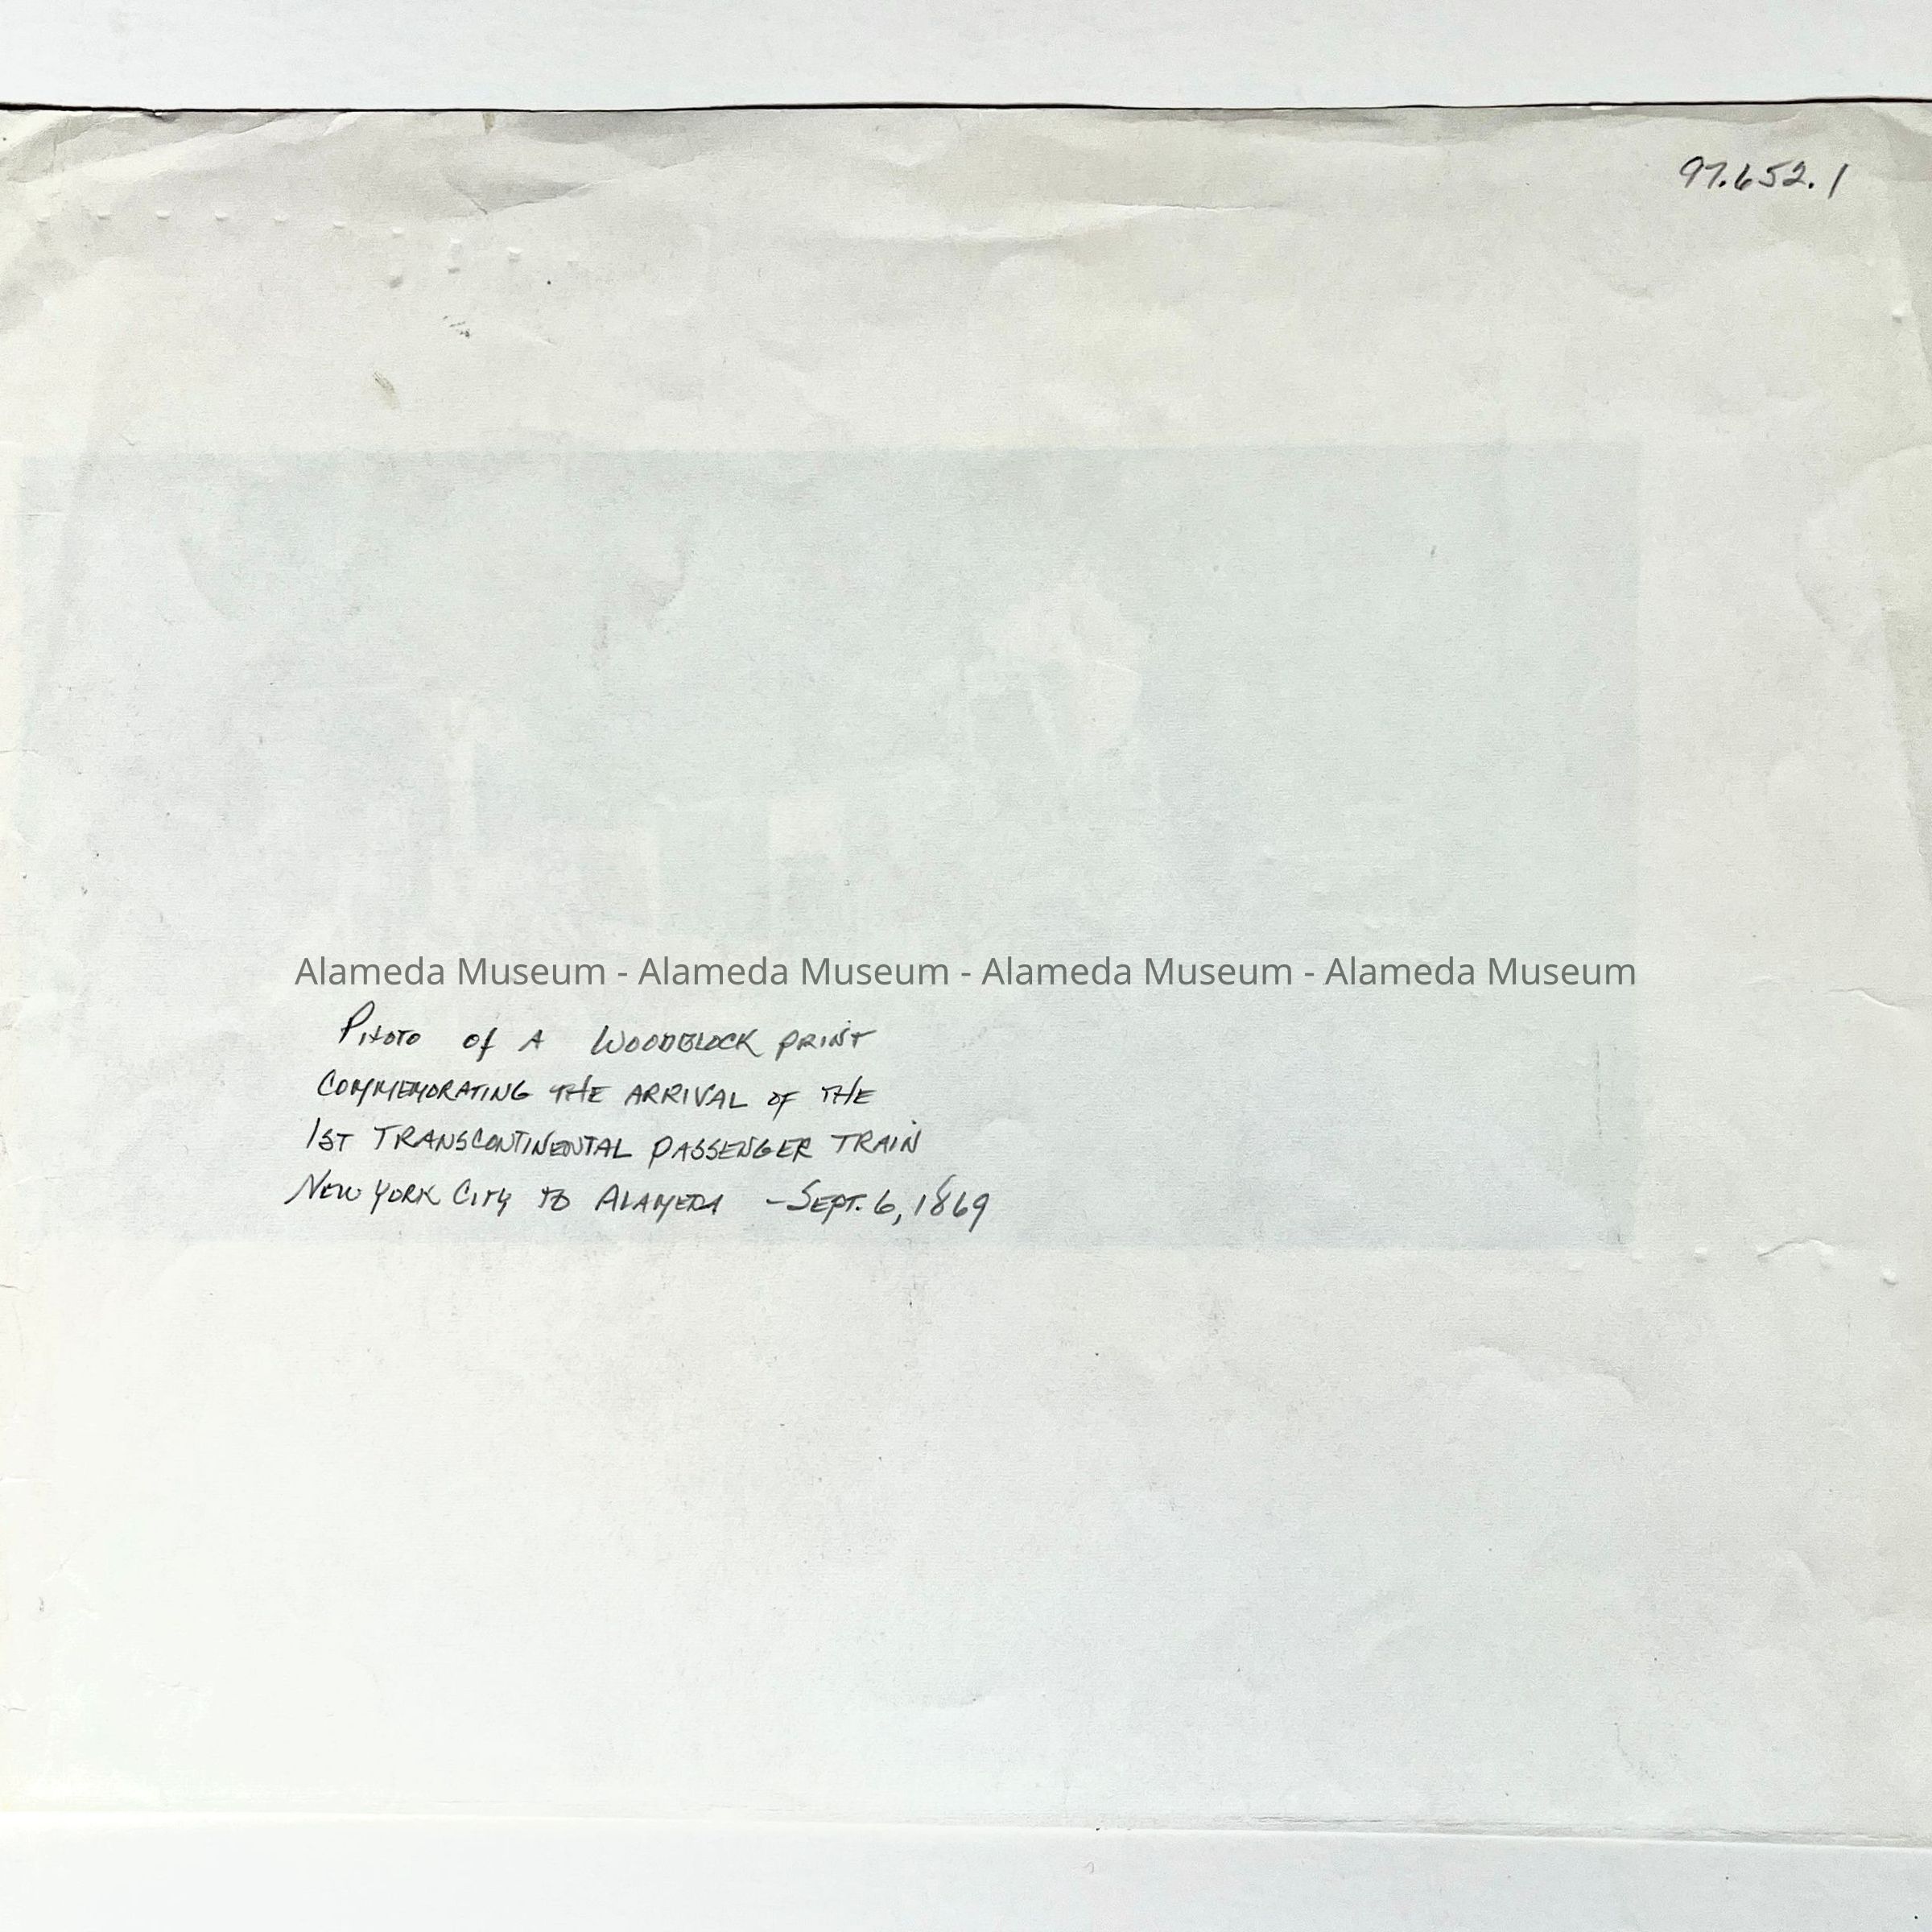 97.652.1
Alameda Museum - Alameda Museum - Alameda Museum - Alameda Museum
PHOTO of A WOODBLOCK PRINT
COMMEMORATING THE ARRIVAL OF THE
1ST TRANSCONTINENTAL PASSENGER TRAIN
NEW YORK CITY TO ALAMEDA - SEPT. 6, 1869